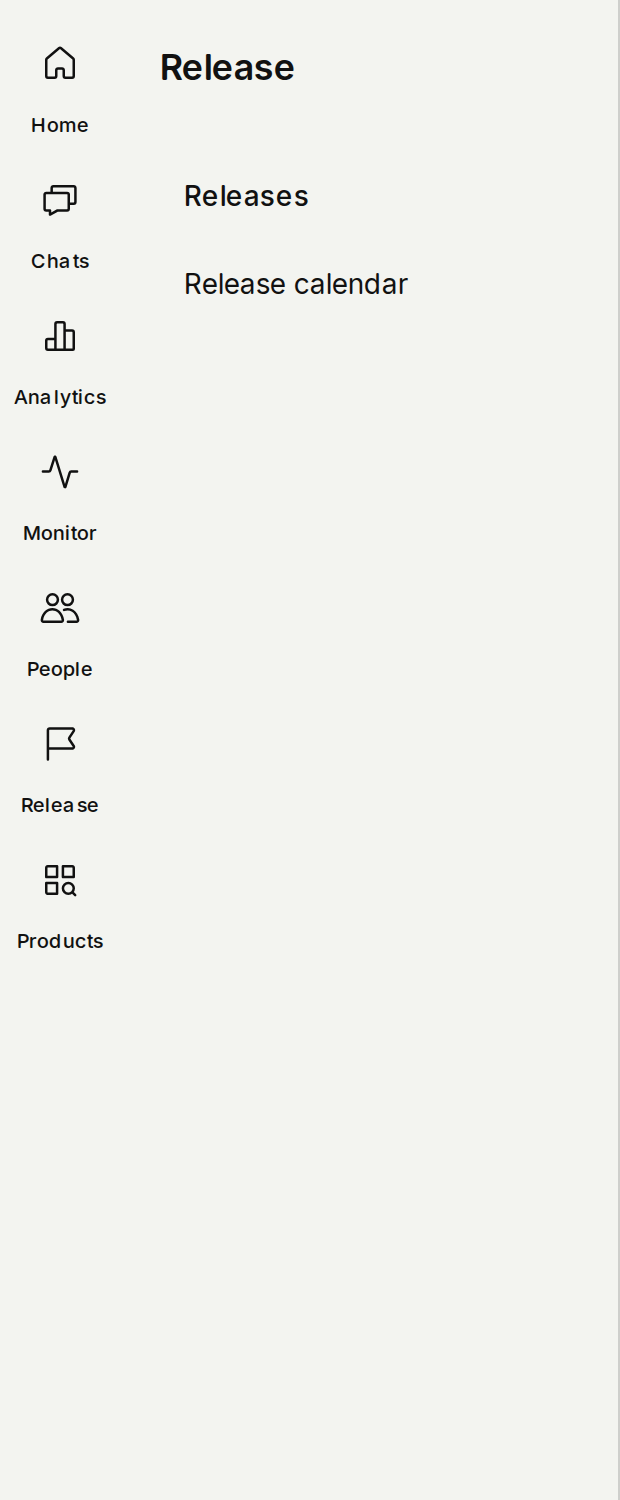 Home
Chats
Analytics
Monitor
People
Release
Products
Release
Releases
Release calendar